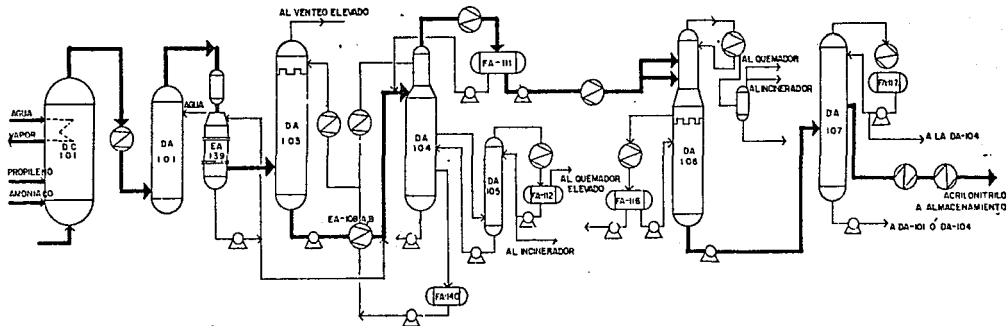 AGUA
VAPOR
PROPILENO
AMONIACO
DC
101
DA
101
AGUA
EA
139
AL VENTEO ELEVADO
DA
103
EA-108 A,B
DA
104
FA-111
FA-140
DA
105
AL QUEMADOR
ELEVADO
FA-112
AL INCINERADOR
FA-116
DA
106
AL QUEMADOR
AL INCINERADOR
DA
107
FA-117
A LA DA-104
ACRILONITRILO
A ALMACENAMIENTO
A DA-101 Ó DA-104